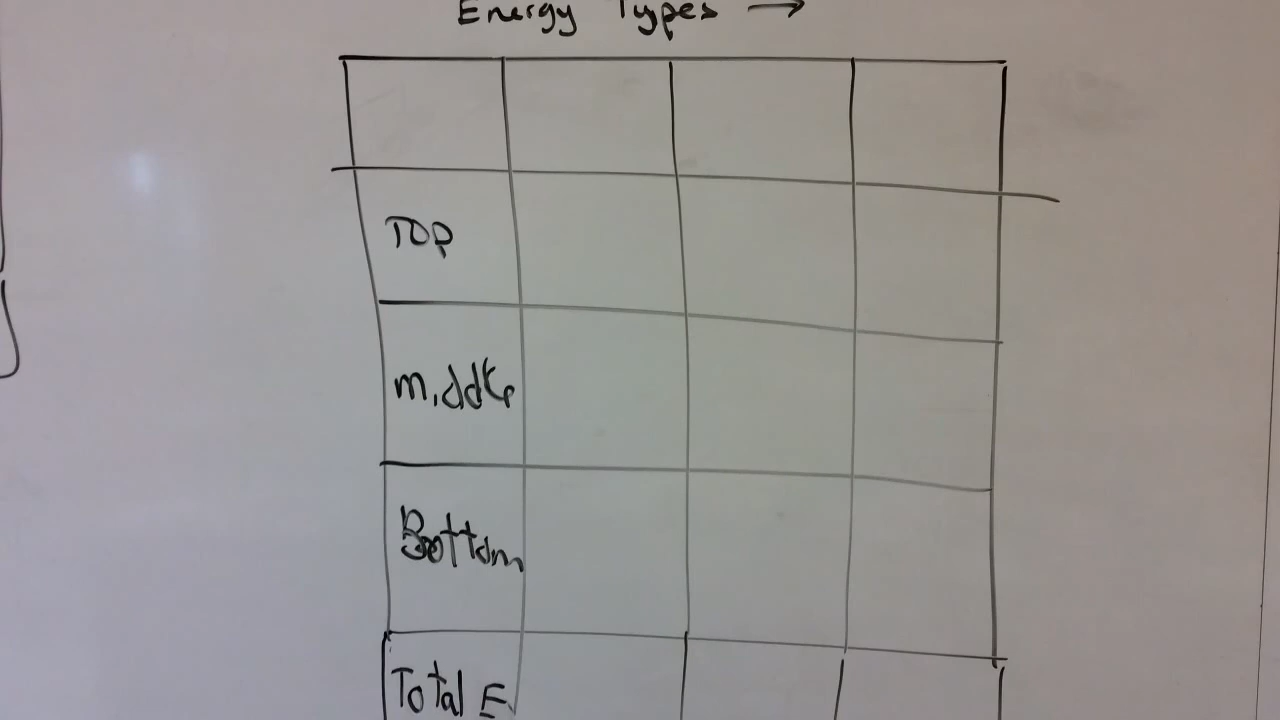 Energy Types →
Top
middle
Bottom
Total E